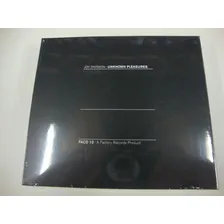 JOY DIVISION: UNKNOWN PLEASURES
FACD 10 · A Factory Records Product